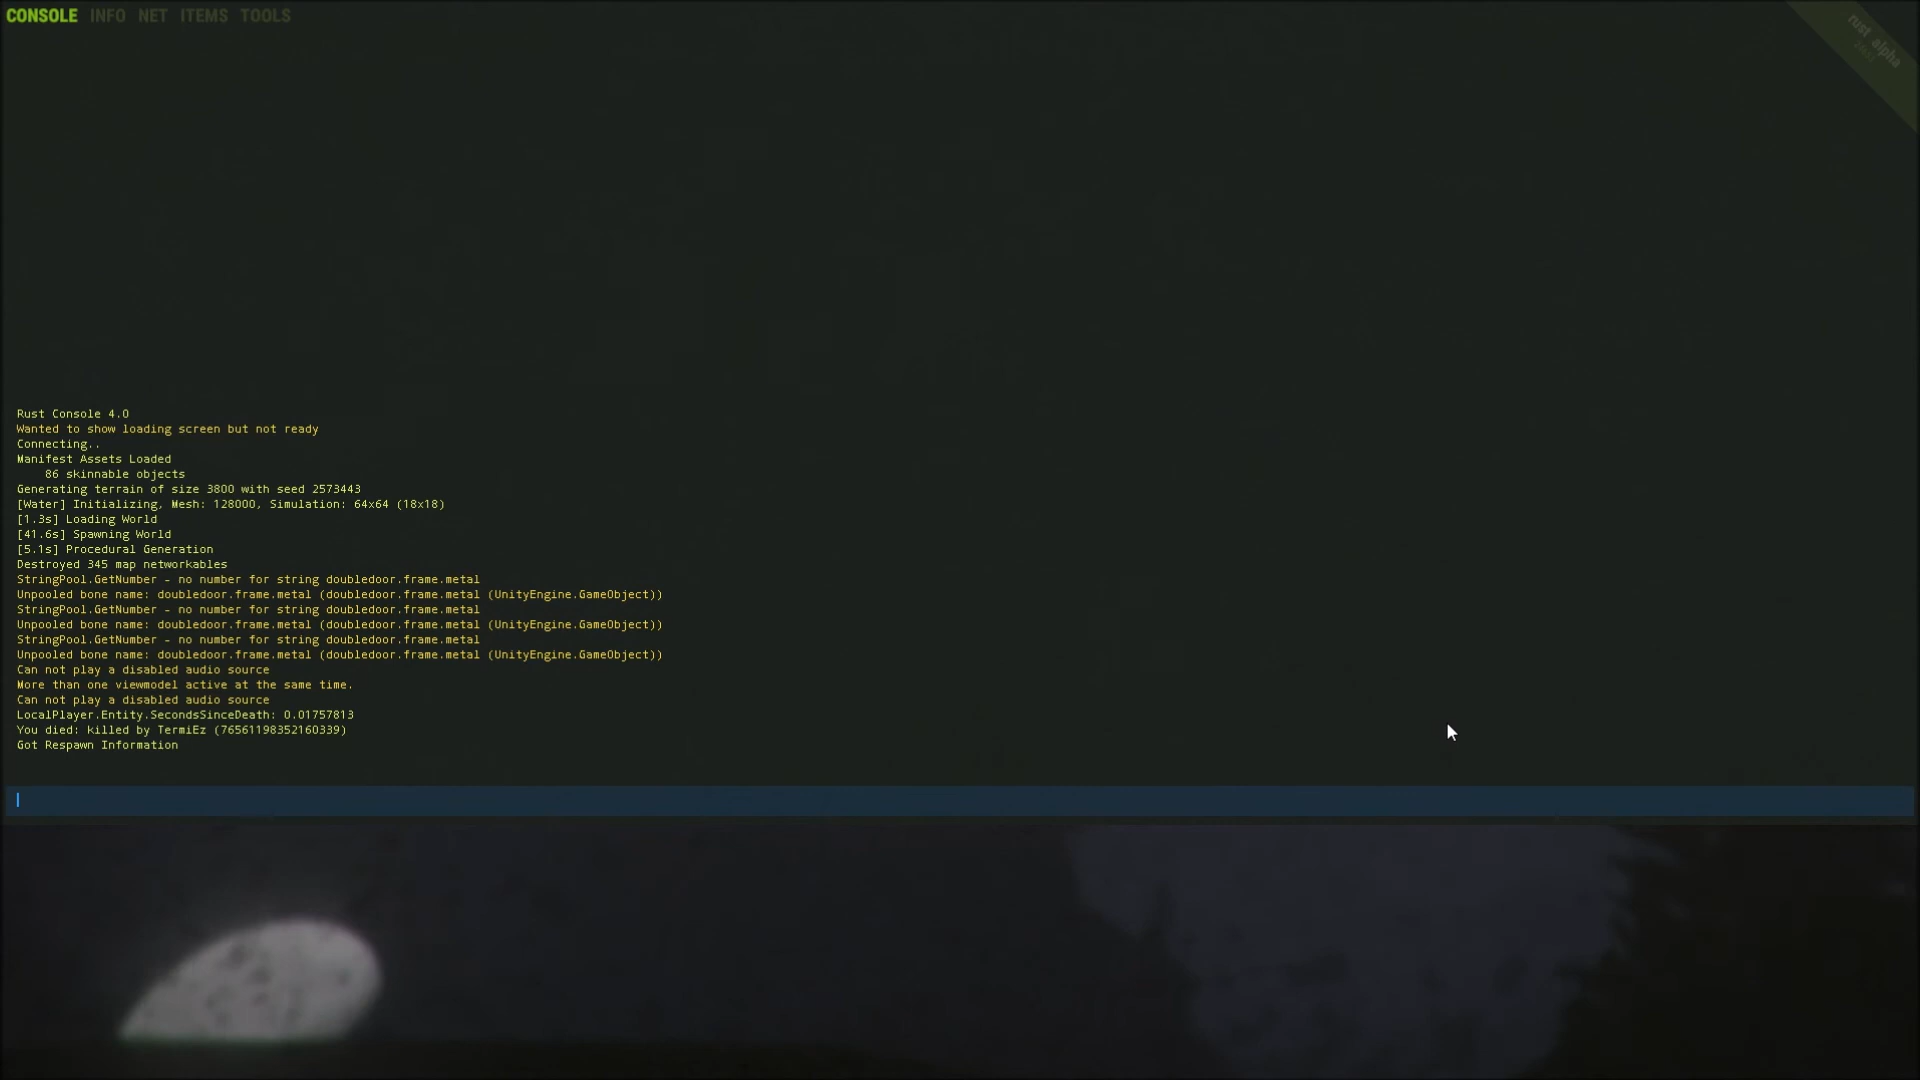 CONSOLE INFO NET ITEMS TOOLS
rust alpha
Rust Console 4.0
Wanted to show loading screen but not ready
Connecting..
Manifest Assets Loaded
86 skinnable objects
Generating terrain of size 3800 with seed 2573443
[Water] Initializing, Mesh: 128000, Simulation: 64x64 (18x18)
[1.3s] Loading World
[41.6s] Spawning World
[5.1s] Procedural Generation
Destroyed 345 map networkables
StringPool.GetNumber - no number for string doubledoor.frame.metal
Unpooled bone name: doubledoor.frame.metal (doubledoor.frame.metal (UnityEngine.GameObject))
StringPool.GetNumber - no number for string doubledoor.frame.metal
Unpooled bone name: doubledoor.frame.metal (doubledoor.frame.metal (UnityEngine.GameObject))
StringPool.GetNumber - no number for string doubledoor.frame.metal
Unpooled bone name: doubledoor.frame.metal (doubledoor.frame.metal (UnityEngine.GameObject))
Can not play a disabled audio source
More than one viewmodel active at the same time.
Can not play a disabled audio source
LocalPlayer.Entity.SecondsSinceDeath: 0.01757813
You died: killed by TermiEz (76561198352160339)
Got Respawn Information